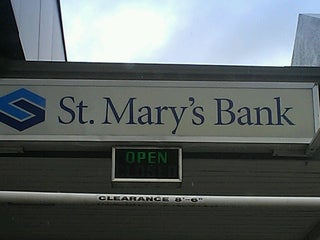 St. Mary's Bank
OPEN
CLEARANCE 8'-6"